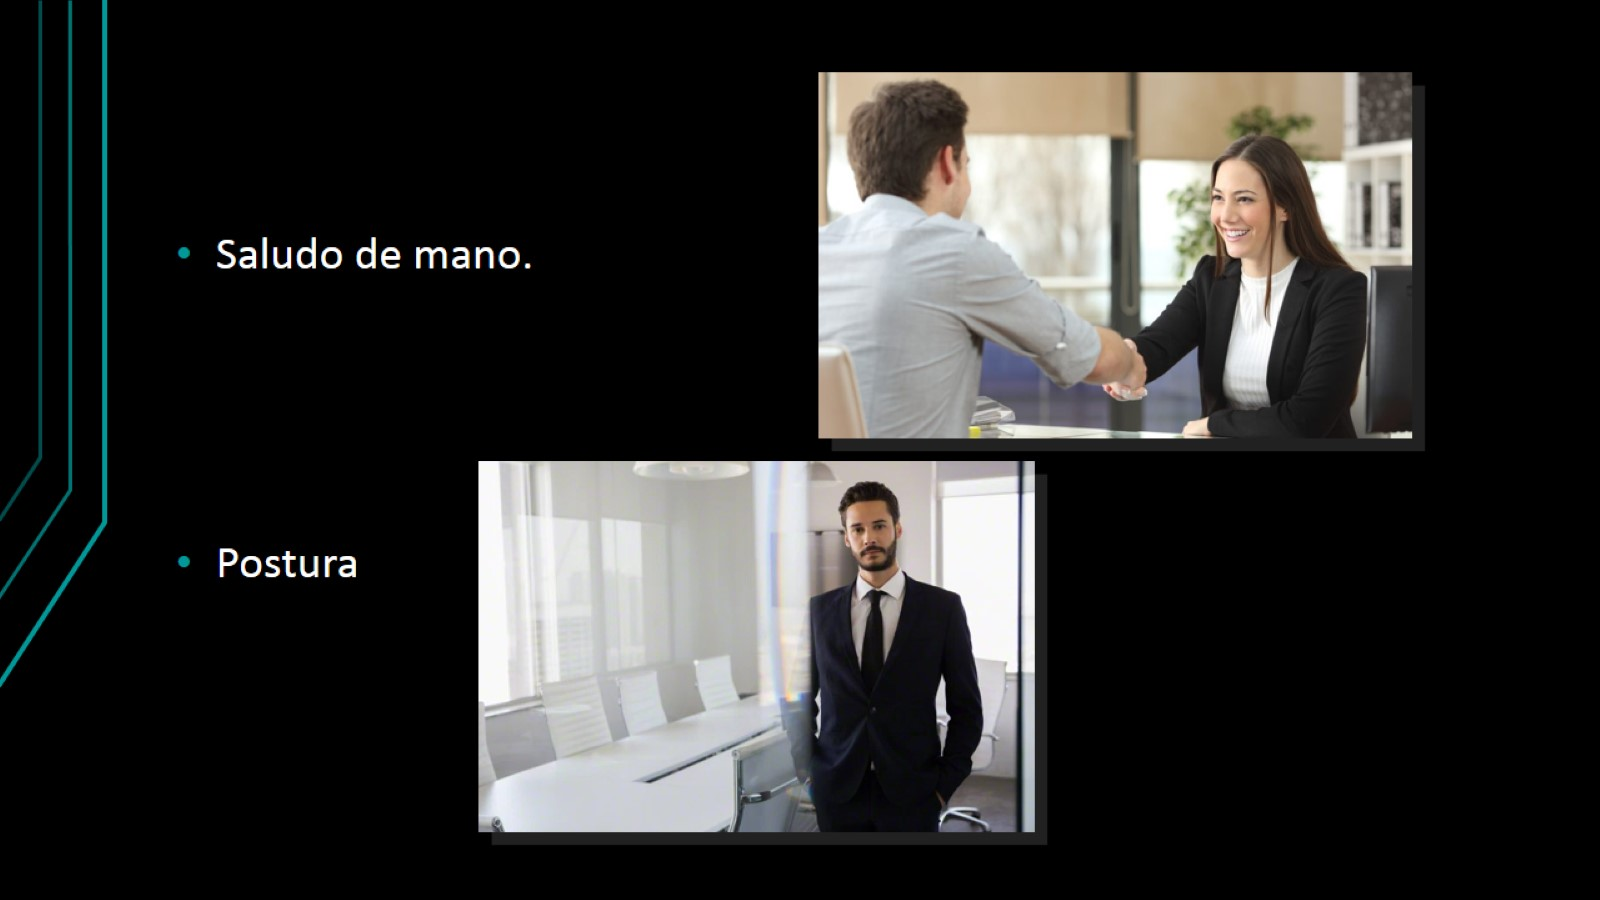 • Saludo de mano.
• Postura